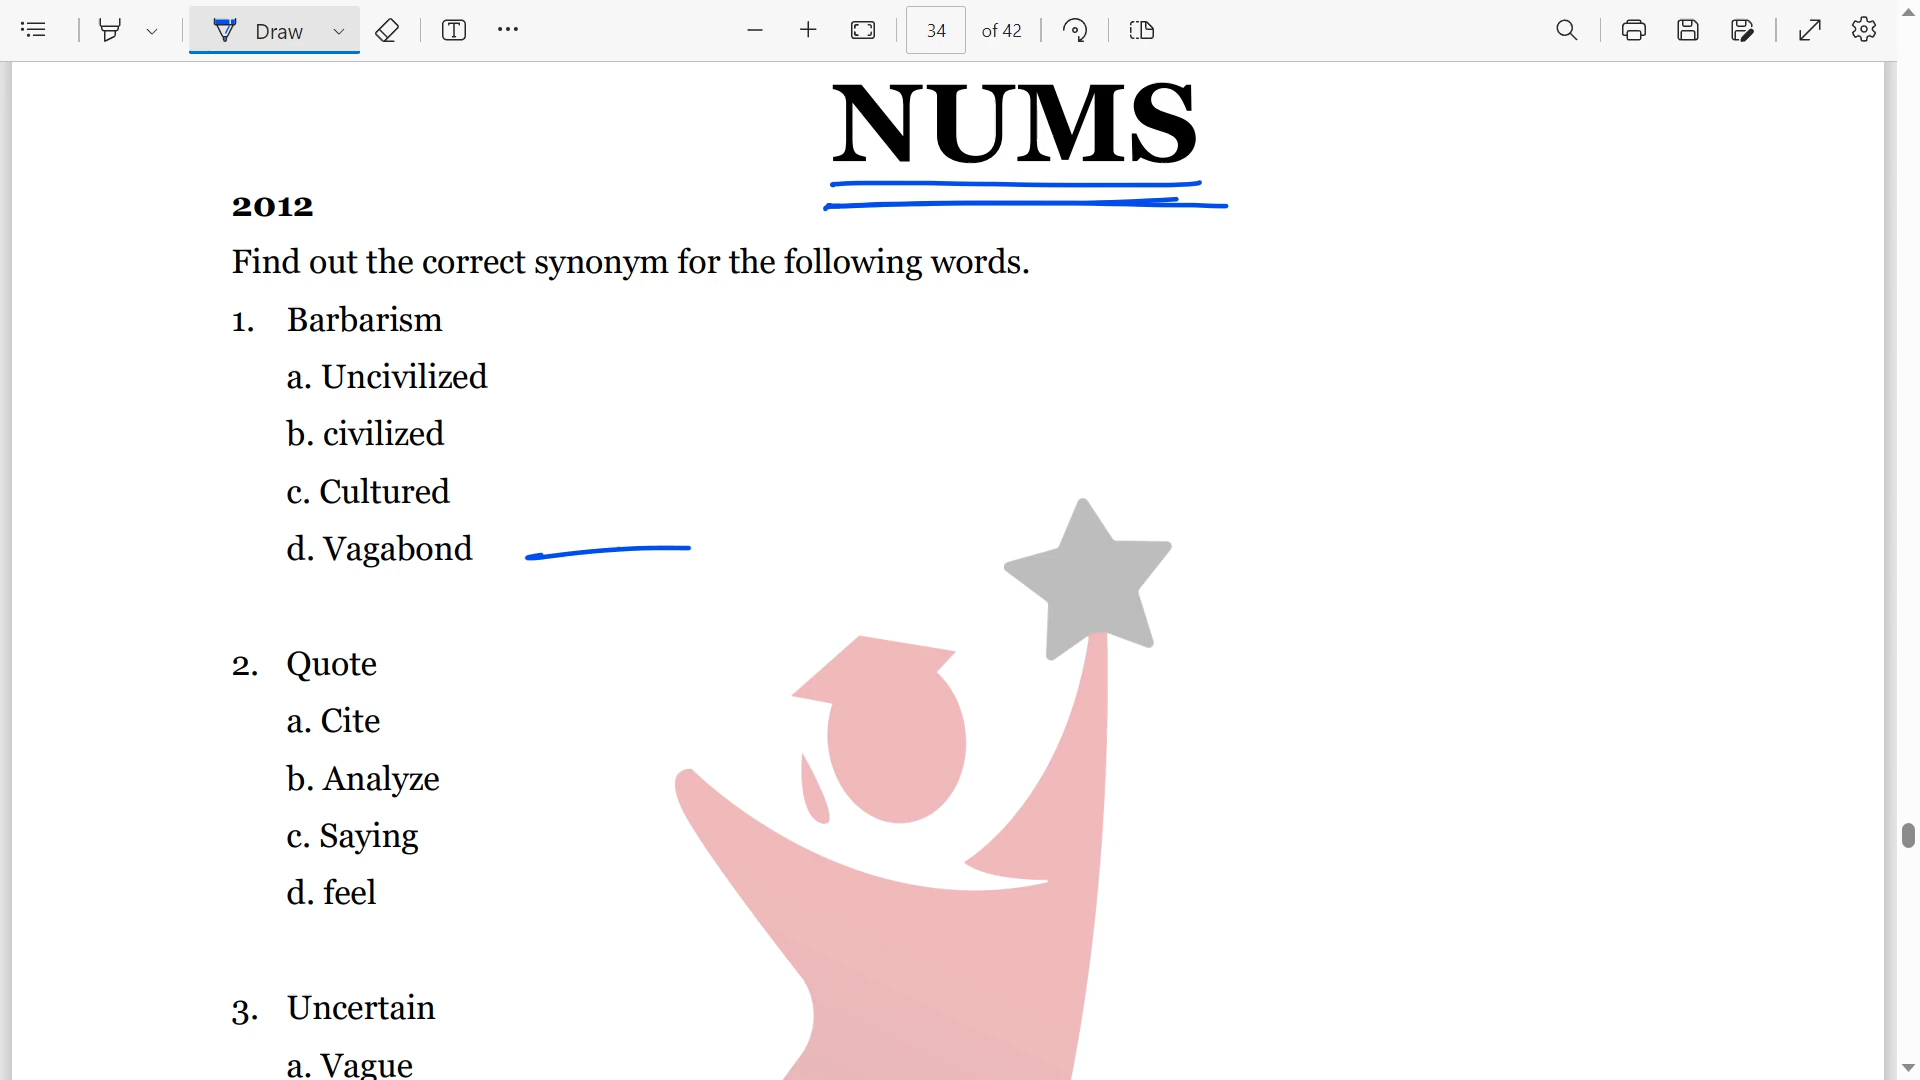 Draw
34 of 42
NUMS
2012
Find out the correct synonym for the following words.
1. Barbarism
a. Uncivilized
b. civilized
c. Cultured
d. Vagabond
2. Quote
a. Cite
b. Analyze
c. Saying
d. feel
3. Uncertain
a. Vague